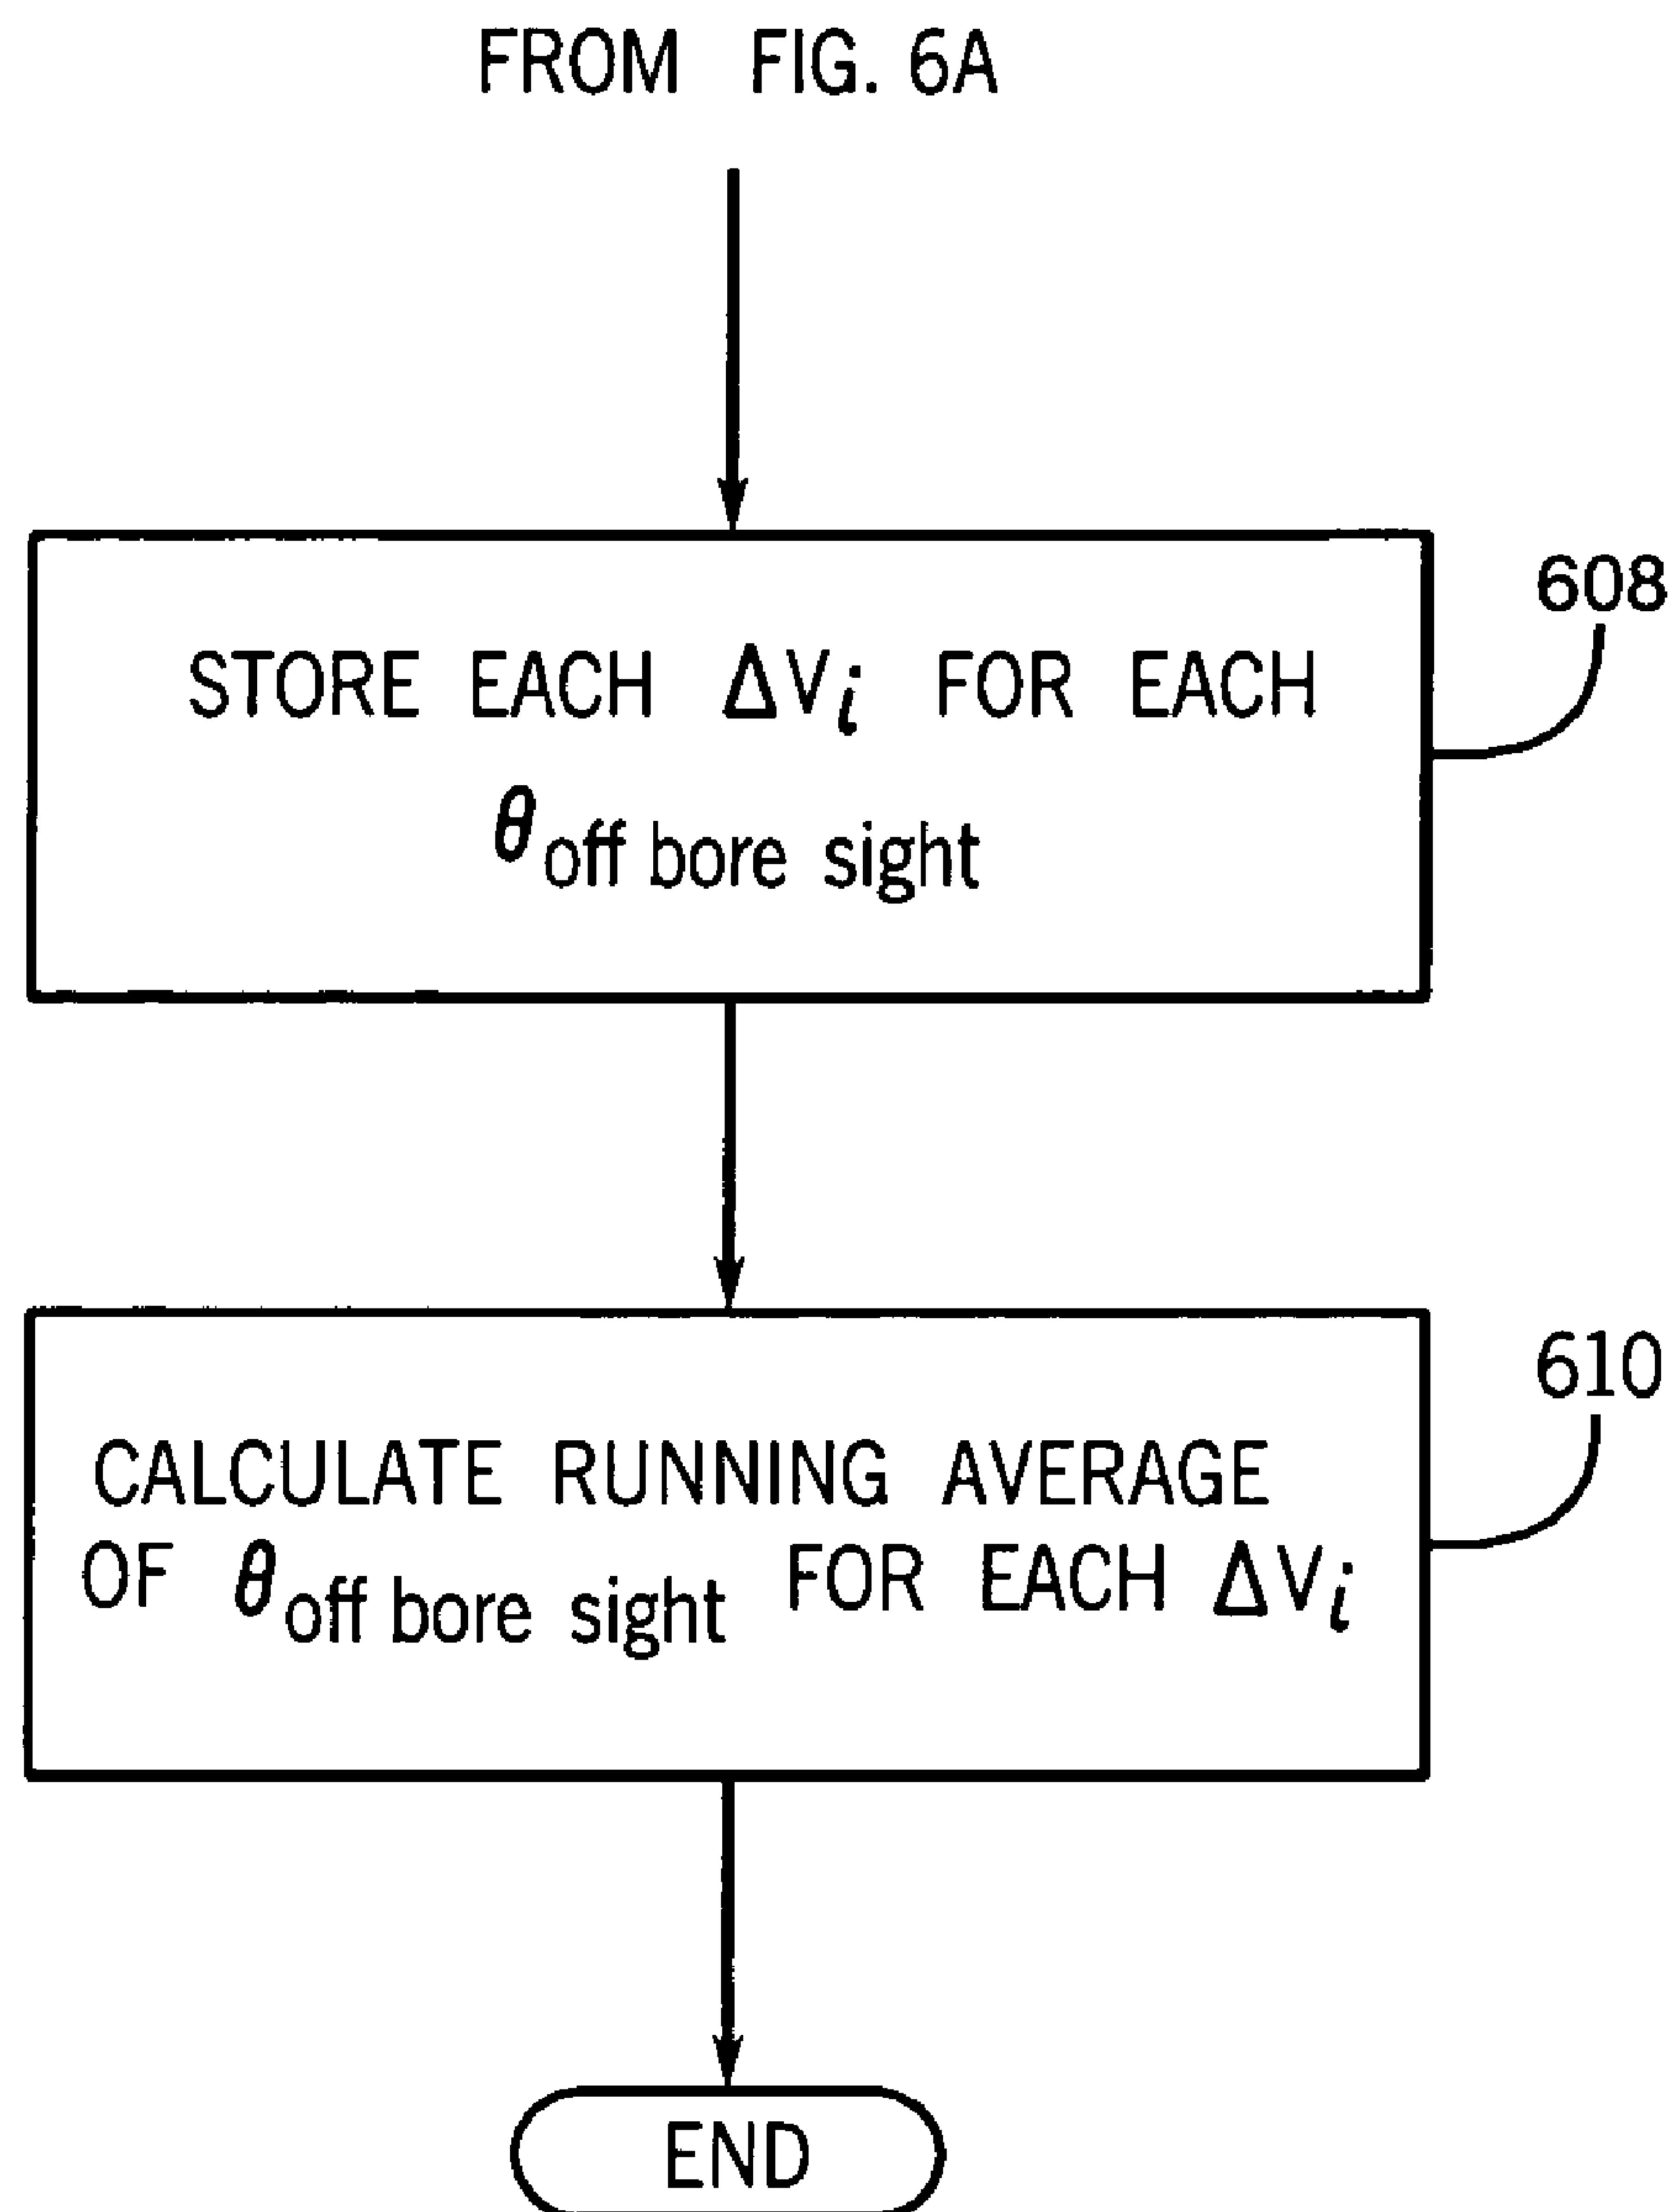 FROM FIG. 6A
608
STORE EACH ΔVi FOR EACH
θoff bore sight
610
CALCULATE RUNNING AVERAGE
OF θoff bore sight FOR EACH ΔVi
END